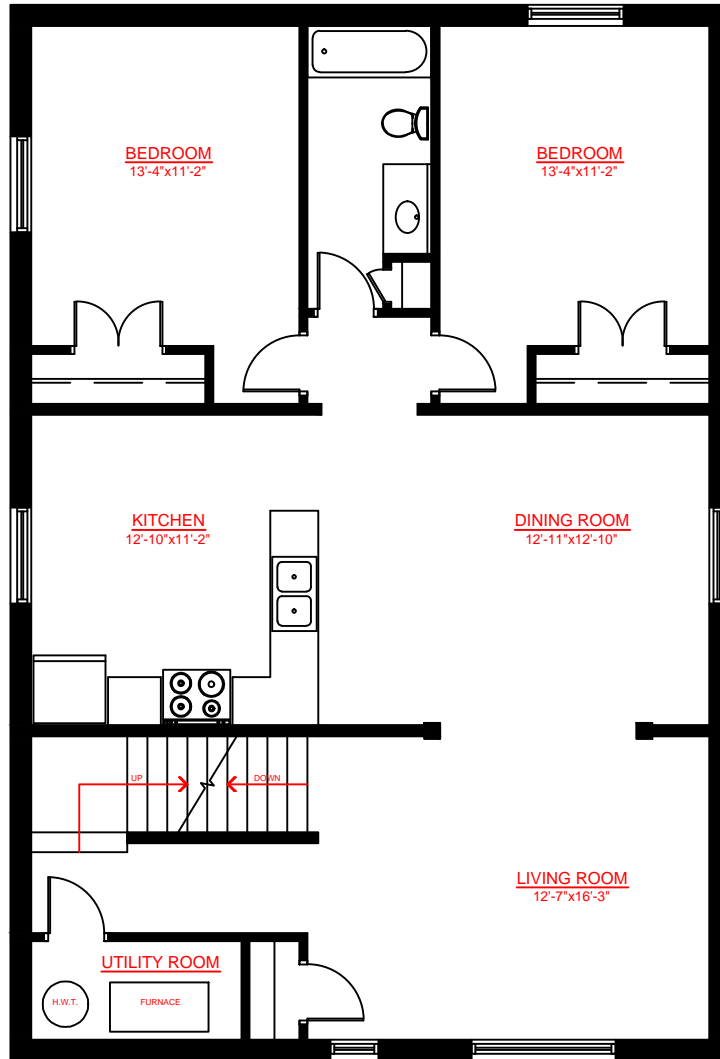 BEDROOM
13'-4"x11'-2"
BEDROOM
13'-4"x11'-2"
KITCHEN
12'-10"x11'-2"
DINING ROOM
12'-11"x12'-10"
UP
DOWN
LIVING ROOM
12'-7"x16'-3"
UTILITY ROOM
H.W.T.
FURNACE